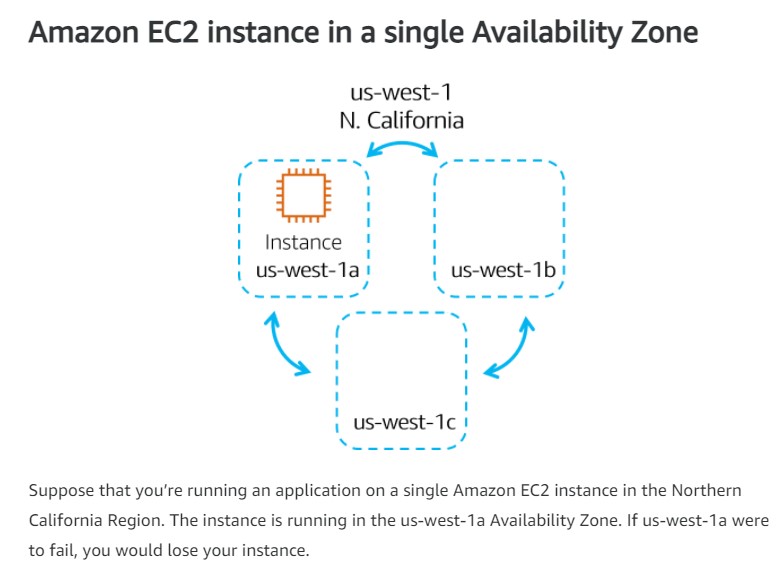 Amazon EC2 instance in a single Availability Zone
us-west-1
N. California
Instance
us-west-1a
us-west-1b
us-west-1c
Suppose that you’re running an application on a single Amazon EC2 instance in the Northern
California Region. The instance is running in the us-west-1a Availability Zone. If us-west-1a were
to fail, you would lose your instance.